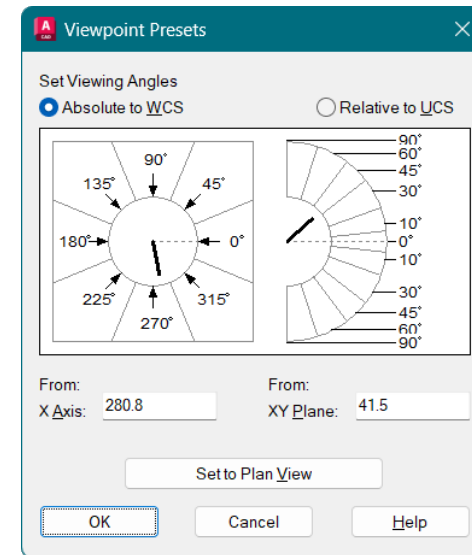 A
CAD
Viewpoint Presets
Set Viewing Angles
Absolute to WCS
Relative to UCS
90°
135°
45°
180°
0°
225°
315°
270°
90°
60°
45°
30°
10°
0°
10°
30°
45°
60°
90°
From:
X Axis: 280.8
From:
XY Plane: 41.5
Set to Plan View
OK Cancel Help